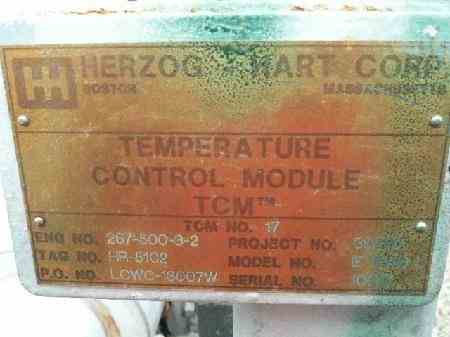 HERZOG - HART CORP
BOSTON MASSACHUSETTS
TEMPERATURE
CONTROL MODULE
TCM™
TCM NO. 17
ENG NO. 267-500-3-2 PROJECT NO.
TAG NO. HR-5102 MODEL NO.
P.O. NO. LCWC-13007W SERIAL NO.